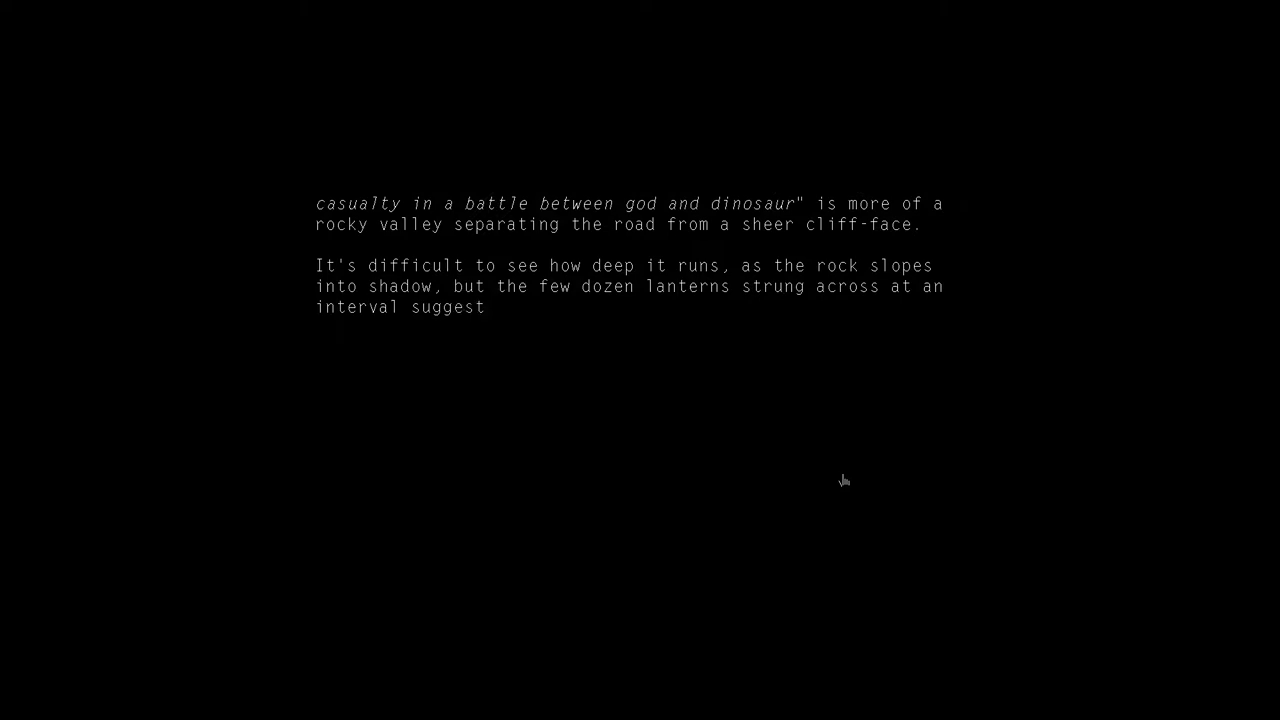 casualty in a battle between god and dinosaur" is more of a
rocky valley separating the road from a sheer cliff-face.
It's difficult to see how deep it runs, as the rock slopes
into shadow, but the few dozen lanterns strung across at an
interval suggest